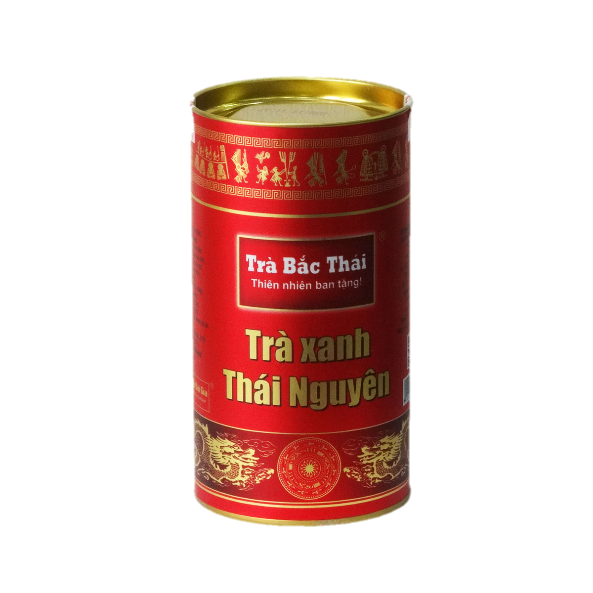 Trà Bắc Thái
Thiên nhiên ban tặng!
Trà xanh
Thái Nguyên